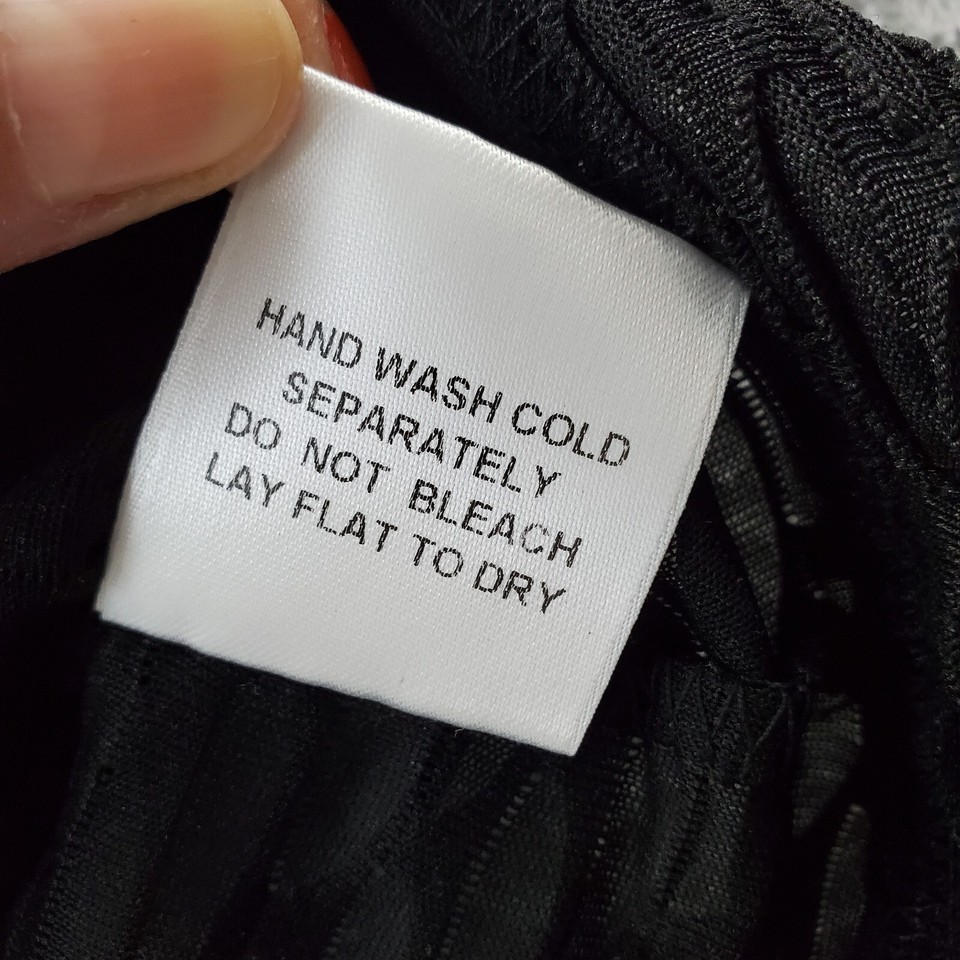 HAND WASH COLD
SEPARATELY
DO NOT BLEACH
LAY FLAT TO DRY